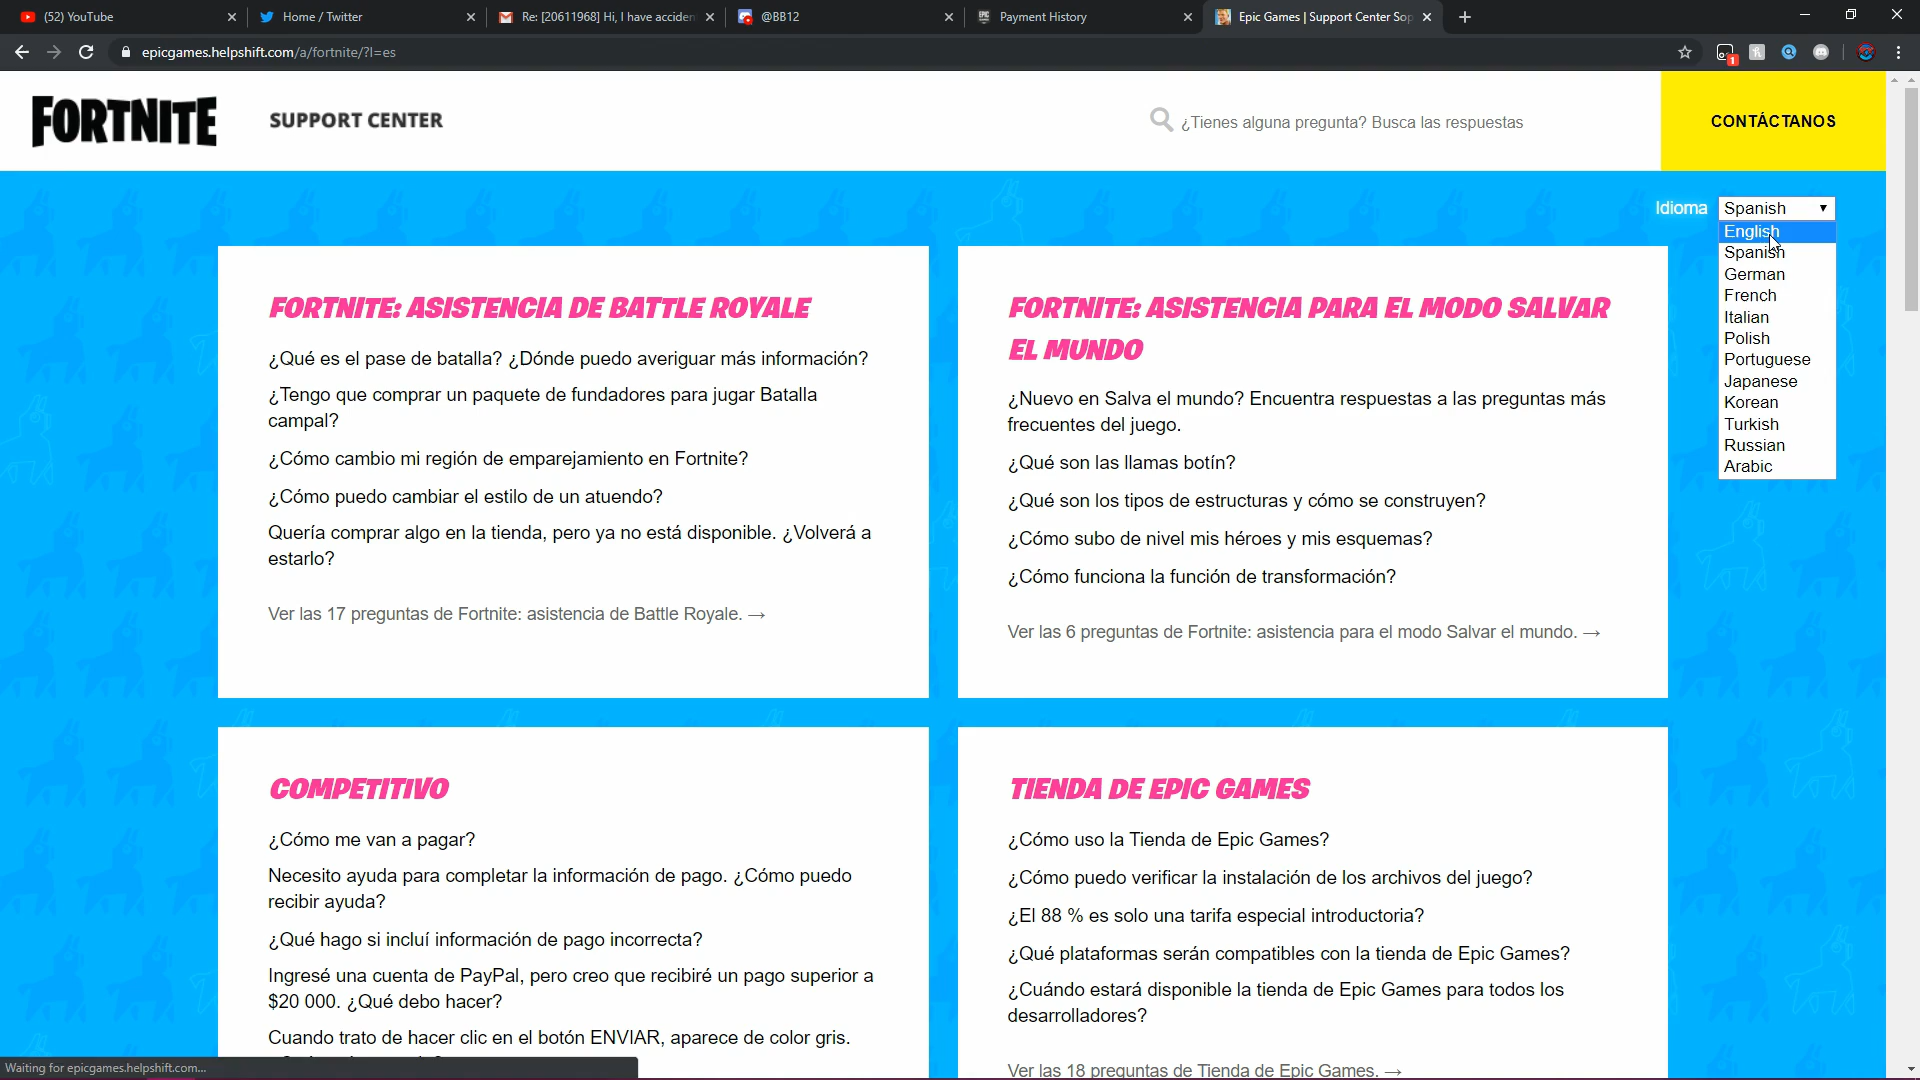 (52) YouTube
Home / Twitter
Re: [20611968] Hi, I have acciden
@BB12
Payment History
Epic Games | Support Center Sop
epicgames.helpshift.com/a/fortnite/?l=es
1
FORTNITE
SUPPORT CENTER
¿Tienes alguna pregunta? Busca las respuestas
CONTÁCTANOS
Idioma
Spanish
English
Spanish
German
French
Italian
Polish
Portuguese
Japanese
Korean
Turkish
Russian
Arabic
FORTNITE: ASISTENCIA DE BATTLE ROYALE
¿Qué es el pase de batalla? ¿Dónde puedo averiguar más información?
¿Tengo que comprar un paquete de fundadores para jugar Batalla
campal?
¿Cómo cambio mi región de emparejamiento en Fortnite?
¿Cómo puedo cambiar el estilo de un atuendo?
Quería comprar algo en la tienda, pero ya no está disponible. ¿Volverá a
estarlo?
Ver las 17 preguntas de Fortnite: asistencia de Battle Royale. →
FORTNITE: ASISTENCIA PARA EL MODO SALVAR
EL MUNDO
¿Nuevo en Salva el mundo? Encuentra respuestas a las preguntas más
frecuentes del juego.
¿Qué son las llamas botín?
¿Qué son los tipos de estructuras y cómo se construyen?
¿Cómo subo de nivel mis héroes y mis esquemas?
¿Cómo funciona la función de transformación?
Ver las 6 preguntas de Fortnite: asistencia para el modo Salvar el mundo. →
COMPETITIVO
¿Cómo me van a pagar?
Necesito ayuda para completar la información de pago. ¿Cómo puedo
recibir ayuda?
¿Qué hago si incluí información de pago incorrecta?
Ingresé una cuenta de PayPal, pero creo que recibiré un pago superior a
$20 000. ¿Qué debo hacer?
Cuando trato de hacer clic en el botón ENVIAR, aparece de color gris.
TIENDA DE EPIC GAMES
¿Cómo uso la Tienda de Epic Games?
¿Cómo puedo verificar la instalación de los archivos del juego?
¿El 88 % es solo una tarifa especial introductoria?
¿Qué plataformas serán compatibles con la tienda de Epic Games?
¿Cuándo estará disponible la tienda de Epic Games para todos los
desarrolladores?
Ver las 18 preguntas de Tienda de Epic Games. →
Waiting for epicgames.helpshift.com...